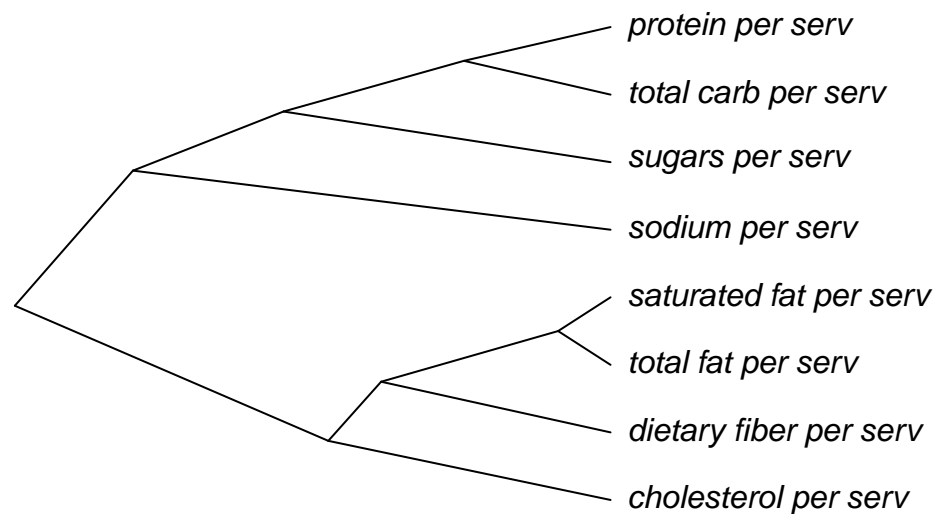 protein per serv
total carb per serv
sugars per serv
sodium per serv
saturated fat per serv
total fat per serv
dietary fiber per serv
cholesterol per serv